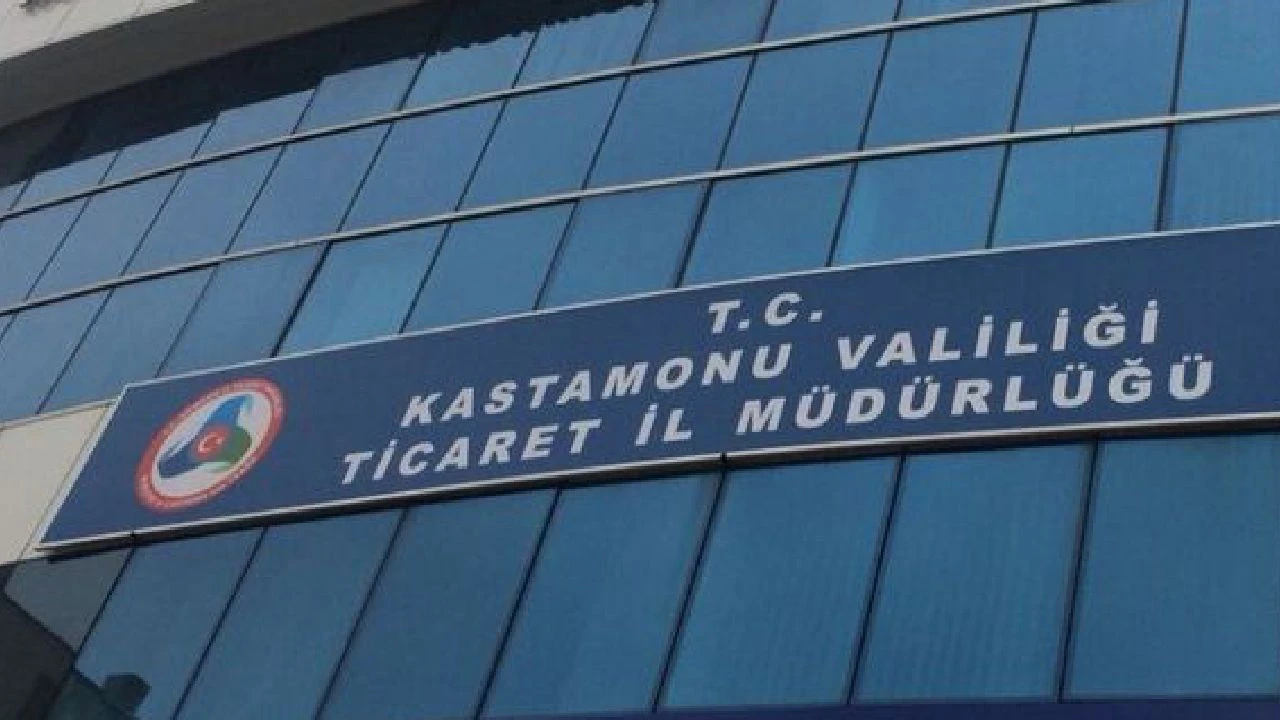 T.C.
KASTAMONU VALİLİĞİ
TİCARET İL MÜDÜRLÜĞÜ